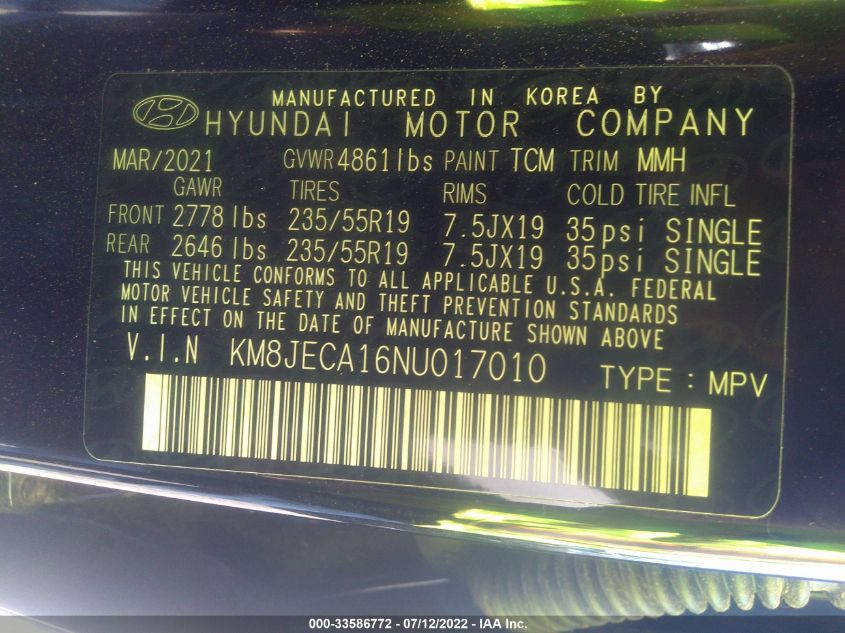 MANUFACTURED IN KOREA BY
HYUNDAI MOTOR COMPANY
MAR/2021 GVWR 4861lbs PAINT TCM TRIM MMH
GAWR TIRES RIMS COLD TIRE INFL
FRONT 2778 lbs 235/55R19 7.5JX19 35psi SINGLE
REAR 2646 lbs 235/55R19 7.5JX19 35psi SINGLE
THIS VEHICLE CONFORMS TO ALL APPLICABLE U.S.A. FEDERAL
MOTOR VEHICLE SAFETY AND THEFT PREVENTION STANDARDS
IN EFFECT ON THE DATE OF MANUFACTURE SHOWN ABOVE
V.I.N KM8JECA16NU017010 TYPE : MPV
000-33586772 - 07/12/2022 - IAA Inc.